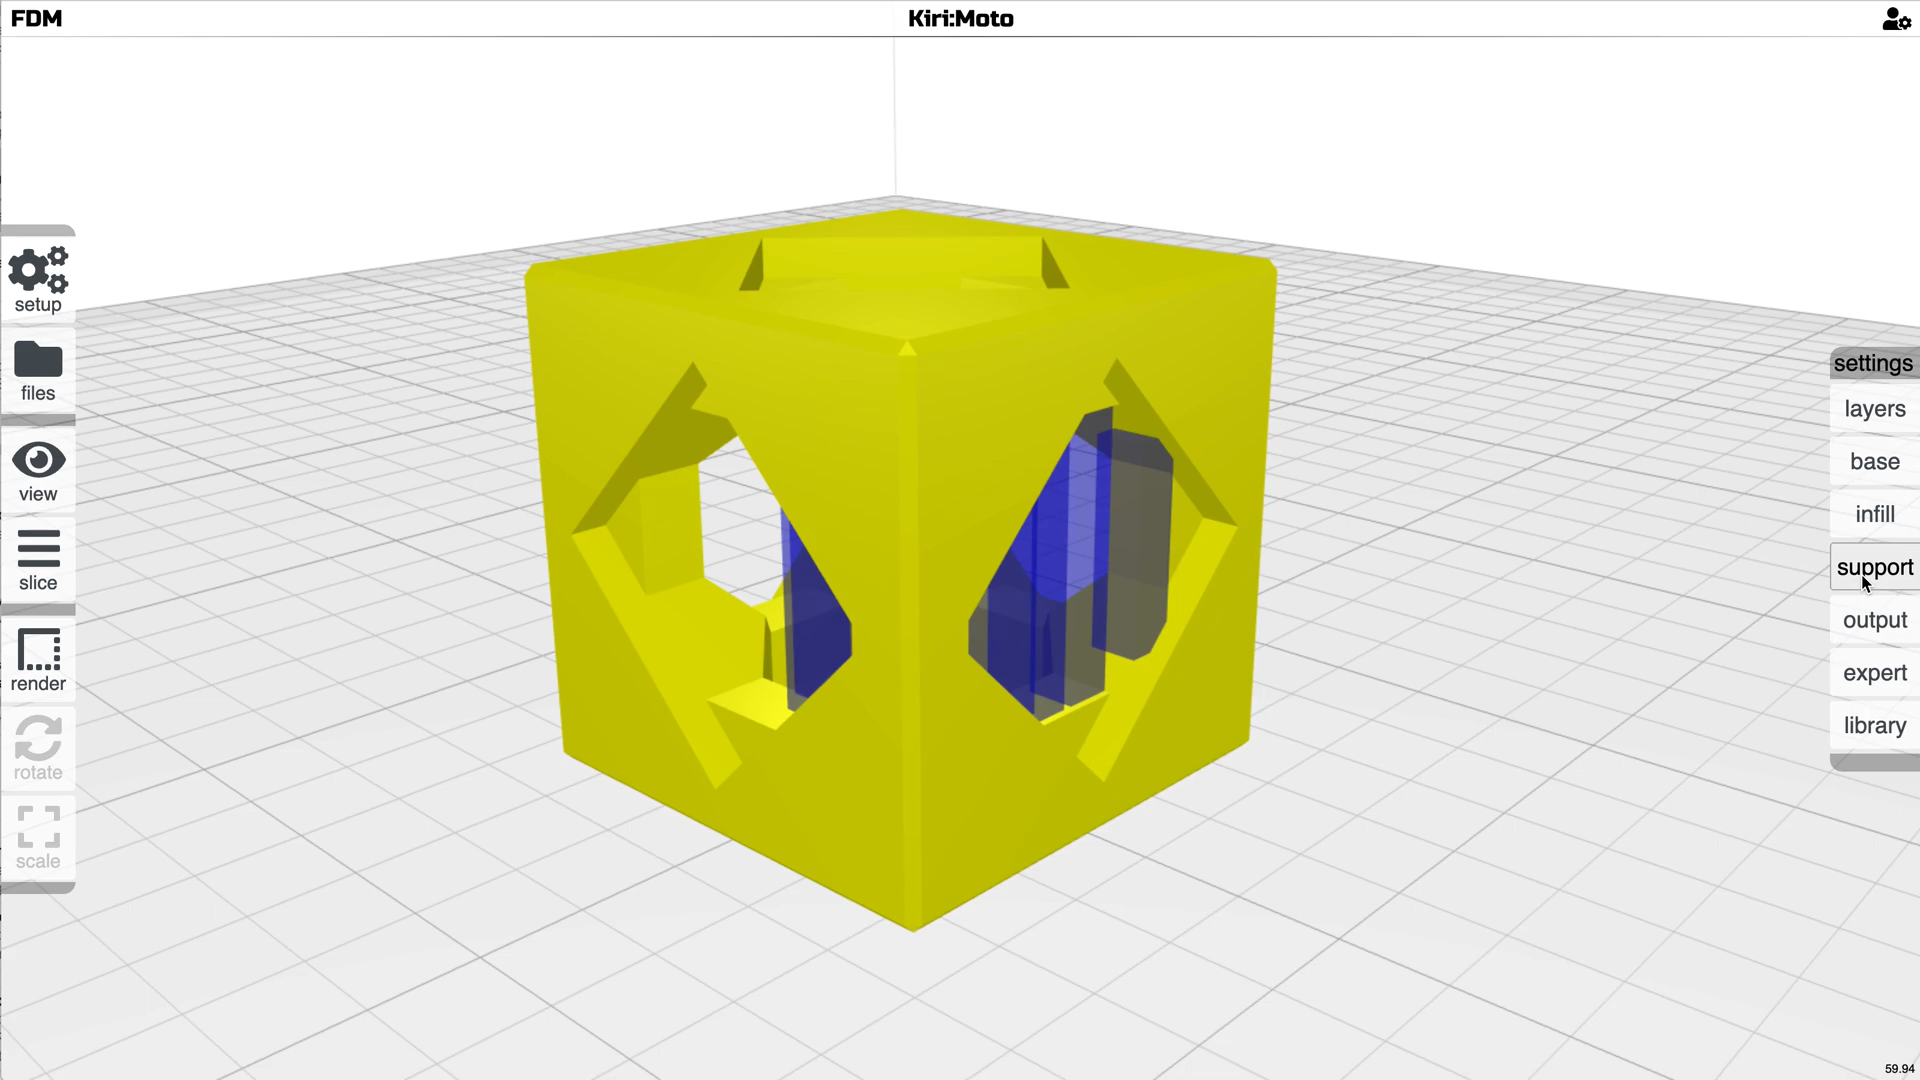 FDM
Kiri:Moto
setup
files
view
slice
render
rotate
scale
settings
layers
base
infill
support
output
expert
library
59.94